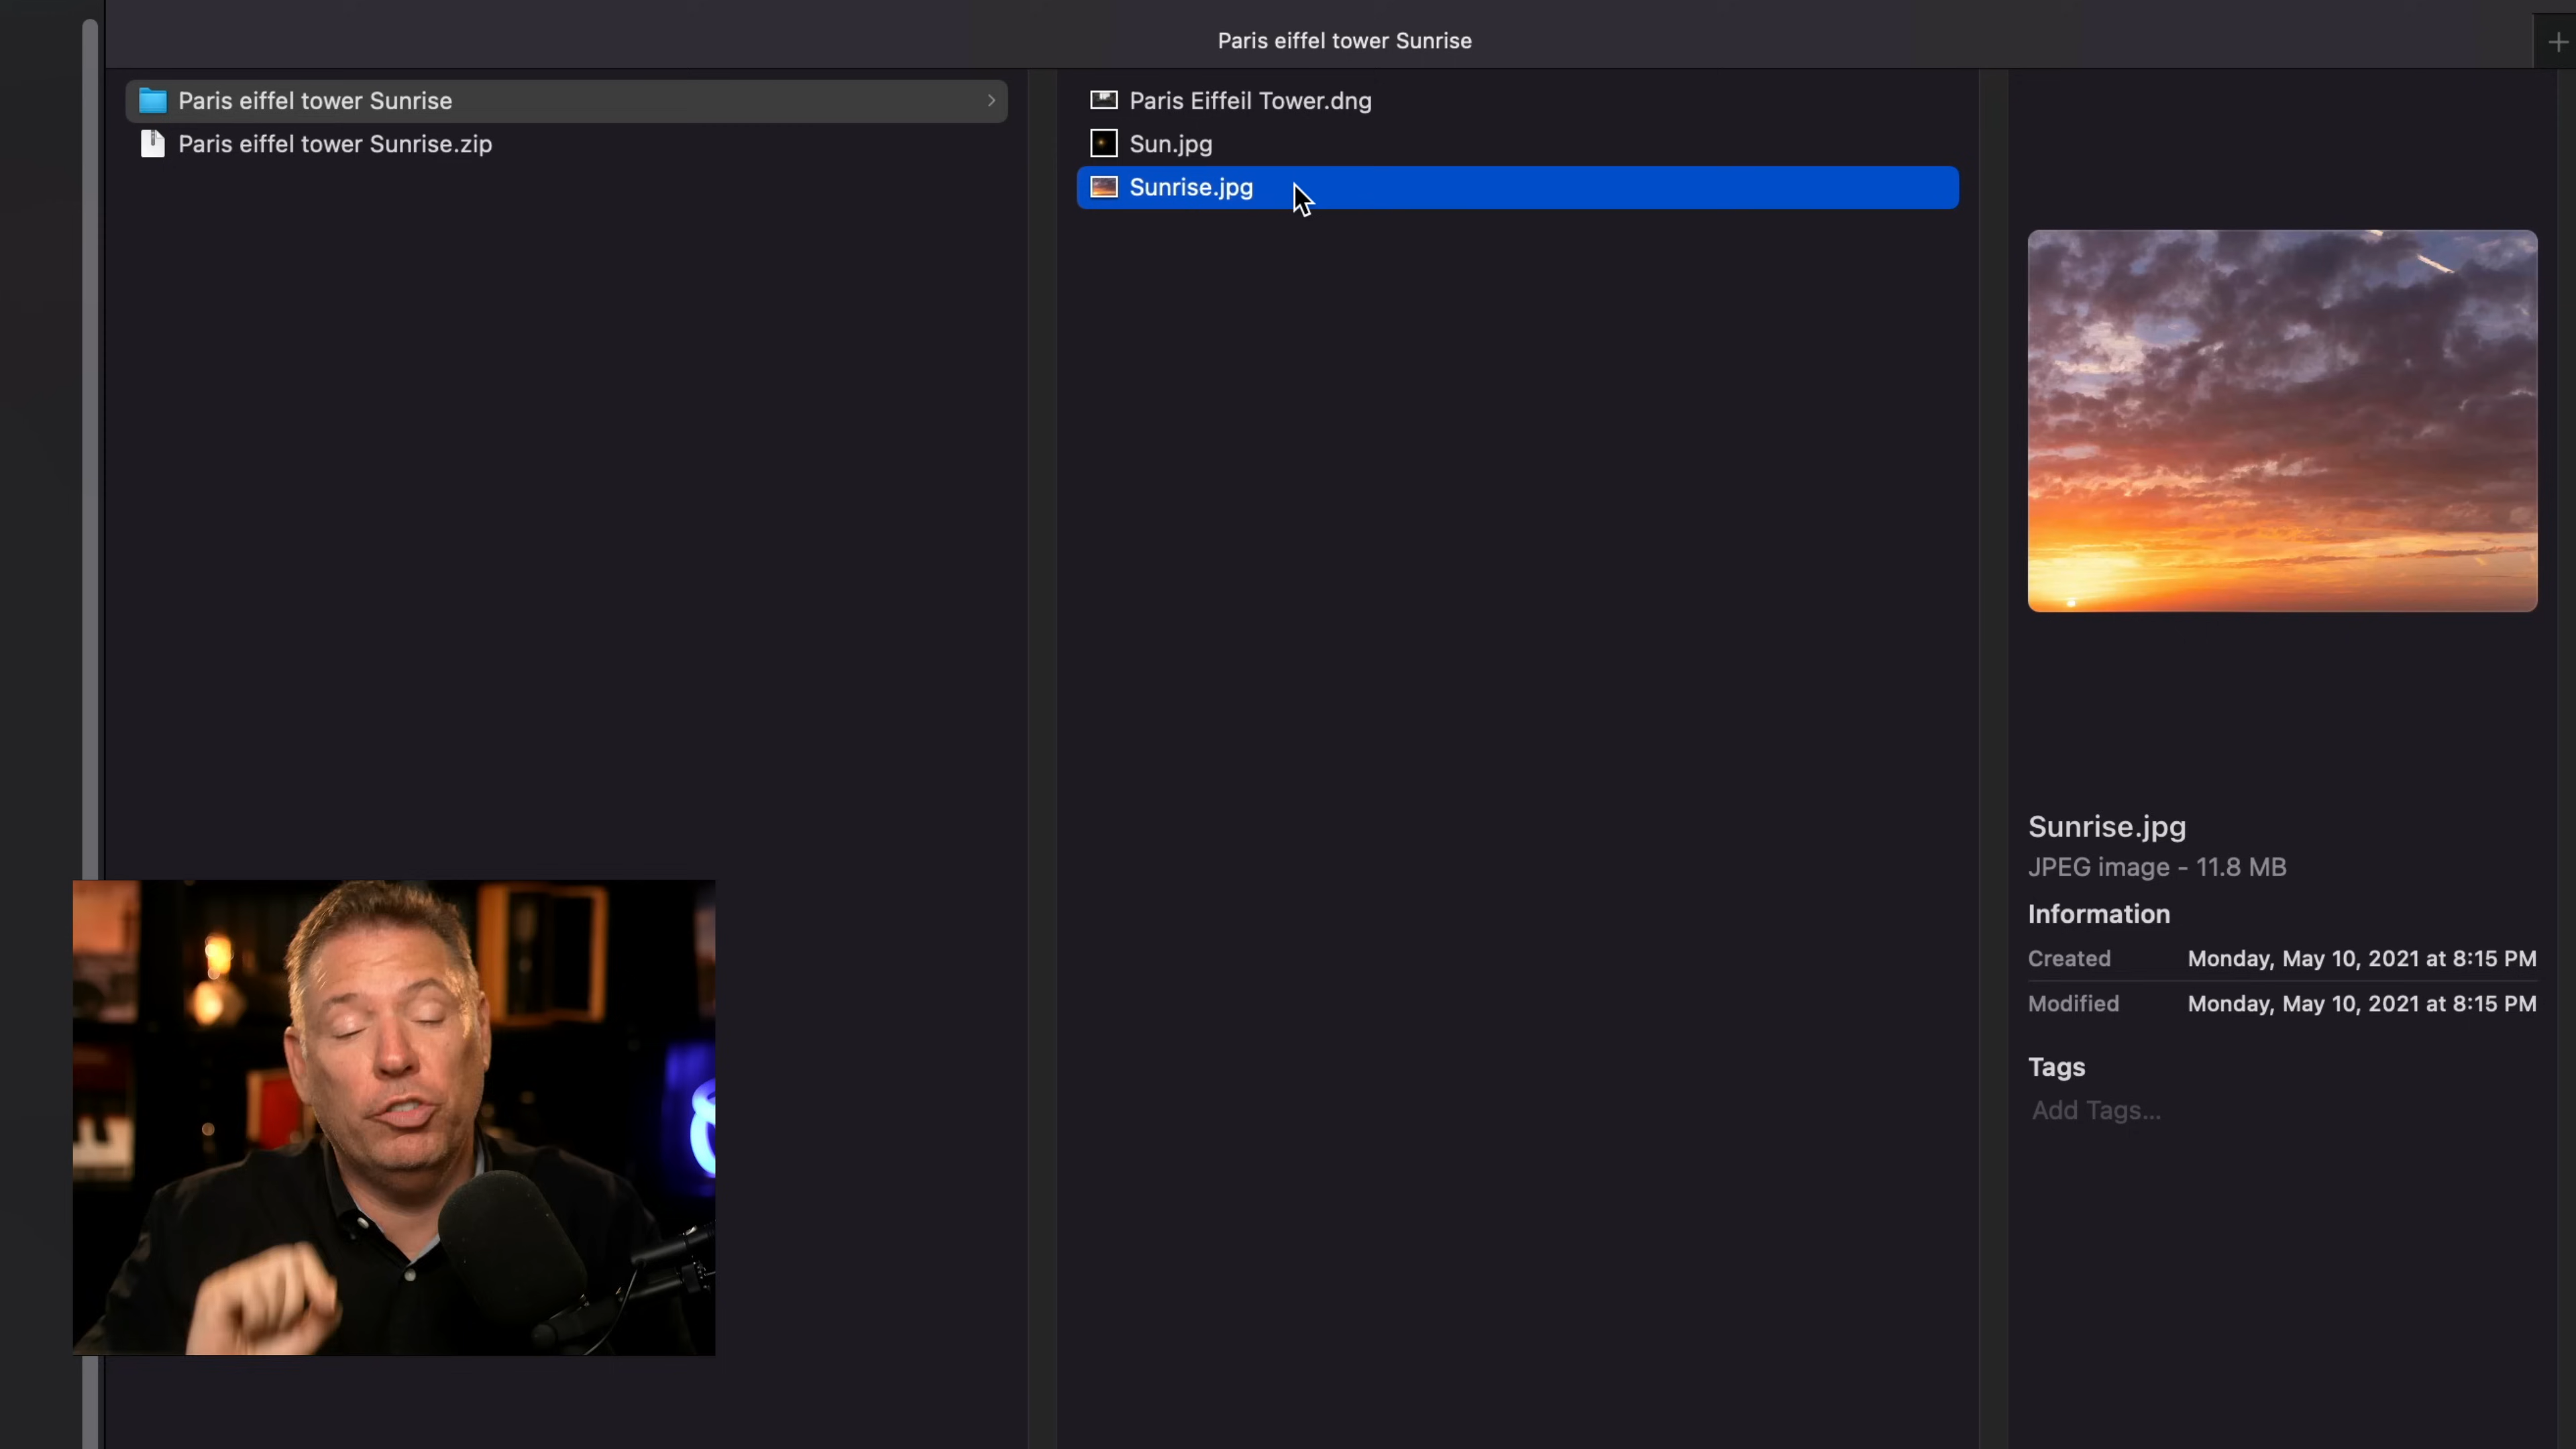 Paris eiffel tower Sunrise
Paris eiffel tower Sunrise
Paris eiffel tower Sunrise.zip
Paris Eiffeil Tower.dng
Sun.jpg
Sunrise.jpg
Sunrise.jpg
JPEG image - 11.8 MB
Information
Created Monday, May 10, 2021 at 8:15 PM
Modified Monday, May 10, 2021 at 8:15 PM
Tags
Add Tags...